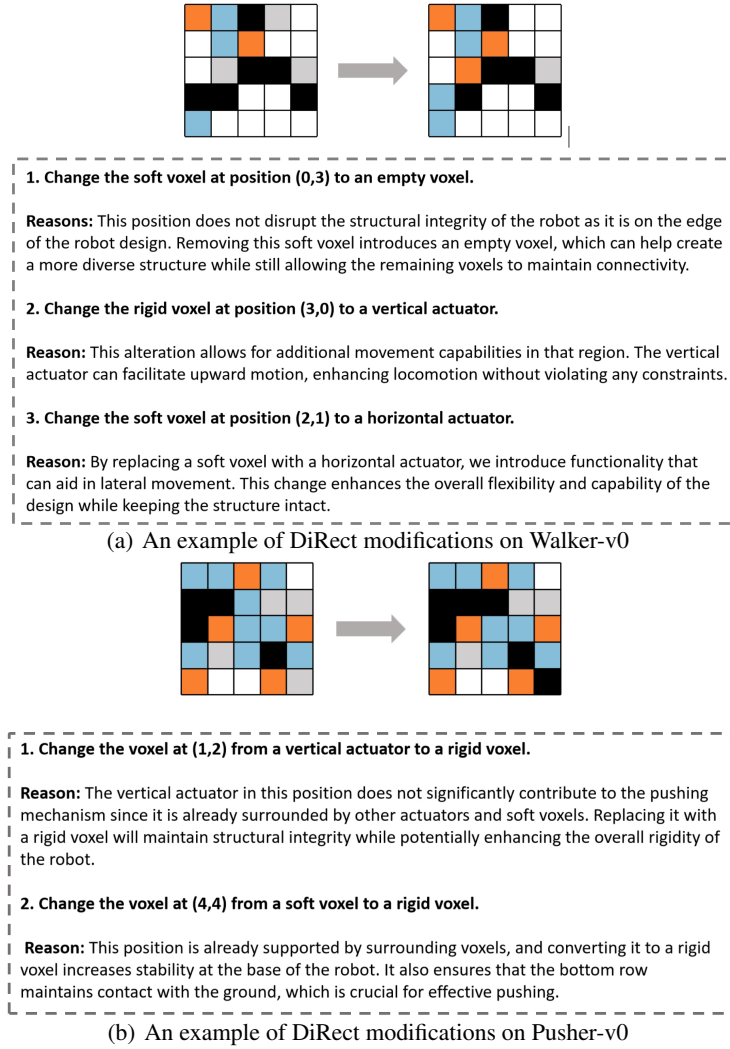 1. Change the soft voxel at position (0,3) to an empty voxel.
Reasons: This position does not disrupt the structural integrity of the robot as it is on the edge
of the robot design. Removing this soft voxel introduces an empty voxel, which can help create
a more diverse structure while still allowing the remaining voxels to maintain connectivity.
2. Change the rigid voxel at position (3,0) to a vertical actuator.
Reason: This alteration allows for additional movement capabilities in that region. The vertical
actuator can facilitate upward motion, enhancing locomotion without violating any constraints.
3. Change the soft voxel at position (2,1) to a horizontal actuator.
Reason: By replacing a soft voxel with a horizontal actuator, we introduce functionality that
can aid in lateral movement. This change enhances the overall flexibility and capability of the
design while keeping the structure intact.
(a) An example of DiRect modifications on Walker-v0
1. Change the voxel at (1,2) from a vertical actuator to a rigid voxel.
Reason: The vertical actuator in this position does not significantly contribute to the pushing
mechanism since it is already surrounded by other actuators and soft voxels. Replacing it with
a rigid voxel will maintain structural integrity while potentially enhancing the overall rigidity of
the robot.
2. Change the voxel at (4,4) from a soft voxel to a rigid voxel.
Reason: This position is already supported by surrounding voxels, and converting it to a rigid
voxel increases stability at the base of the robot. It also ensures that the bottom row
maintains contact with the ground, which is crucial for effective pushing.
(b) An example of DiRect modifications on Pusher-v0